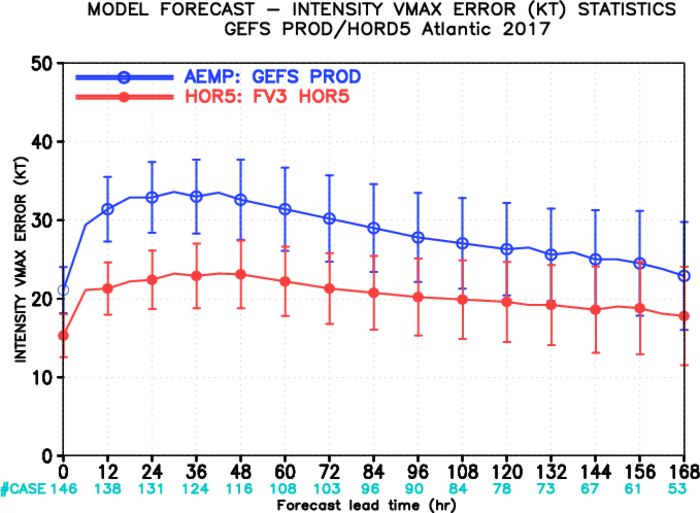 MODEL FORECAST – INTENSITY VMAX ERROR (KT) STATISTICS
GEFS PROD/HORD5 Atlantic 2017
AEMP: GEFS PROD
HOR5: FV3 HOR5
INTENSITY VMAX ERROR (KT)
50
40
30
20
10
0
0 12 24 36 48 60 72 84 96 108 120 132 144 156 168
#CASE 146 138 131 124 116 108 103 96 90 84 78 73 67 61 53
Forecast lead time (hr)